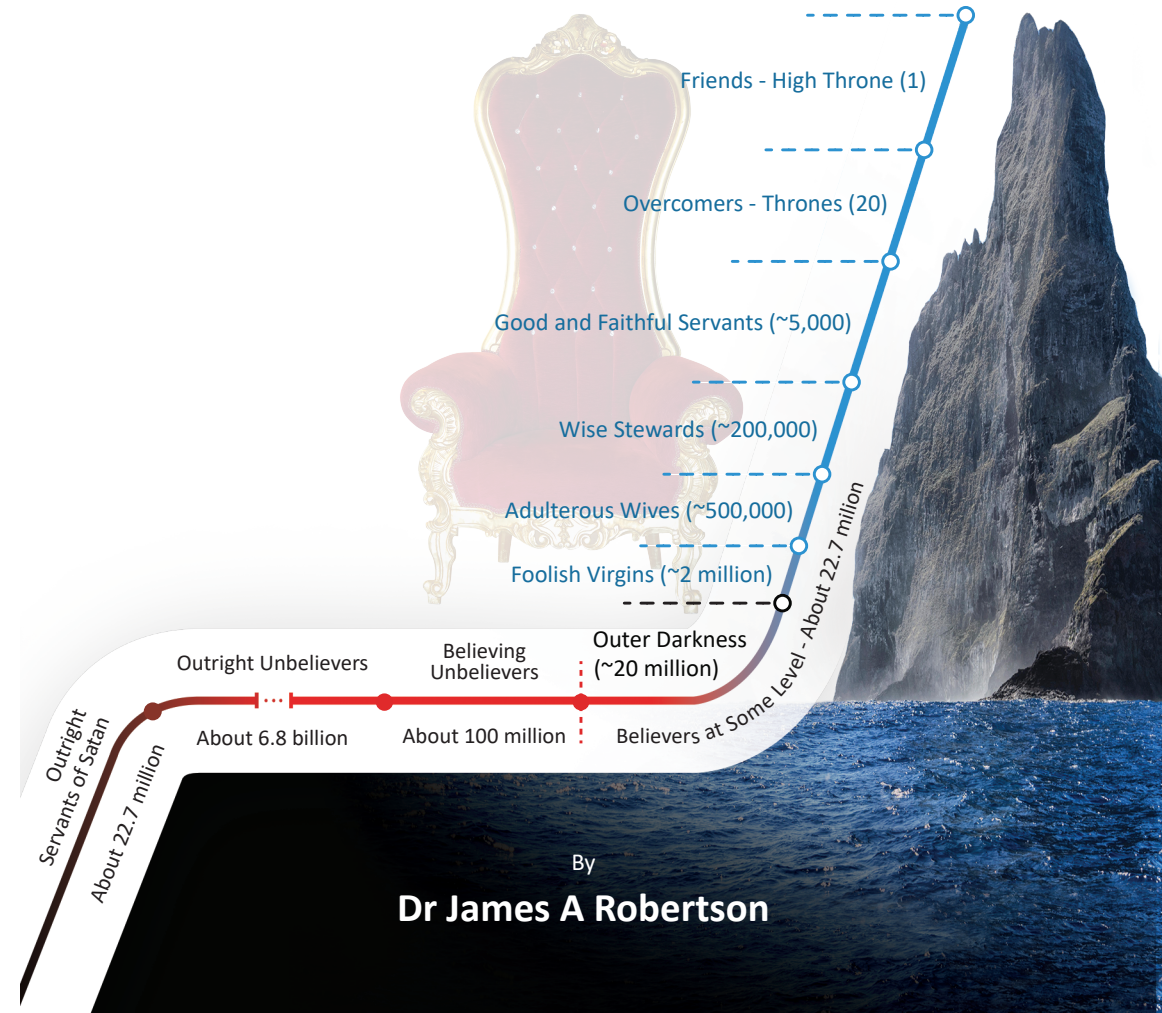 Friends - High Throne (1)
Overcomers - Thrones (20)
Good and Faithful Servants (~5,000)
Wise Stewards (~200,000)
Adulterous Wives (~500,000)
Foolish Virgins (~2 million)
Outer Darkness
(~20 million)
Believing
Unbelievers
Outright Unbelievers
Outright
Servants of Satan
About 22.7 million
About 6.8 billion
About 100 million
Believers at Some Level - About 22.7 milion
By
Dr James A Robertson